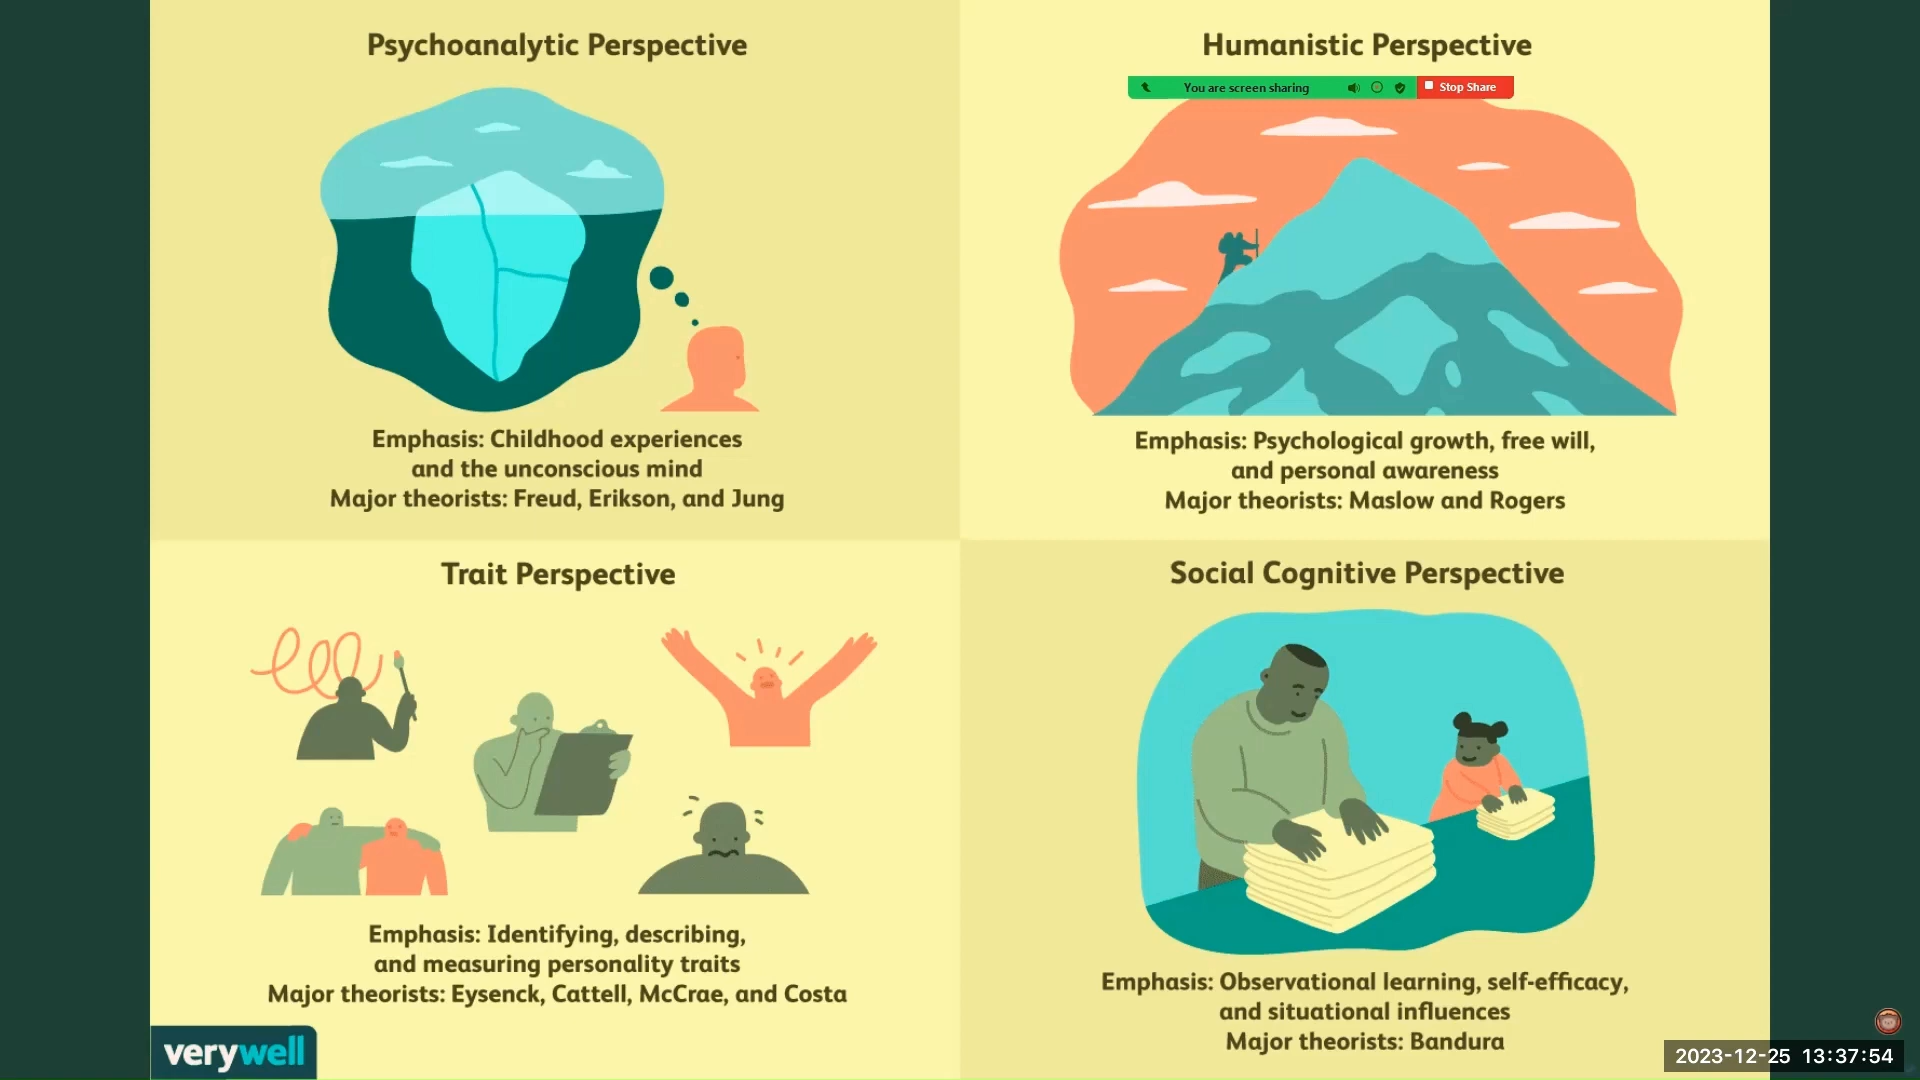 Psychoanalytic Perspective
Emphasis: Childhood experiences
and the unconscious mind
Major theorists: Freud, Erikson, and Jung
Humanistic Perspective
You are screen sharing
Stop Share
Emphasis: Psychological growth, free will,
and personal awareness
Major theorists: Maslow and Rogers
Trait Perspective
Emphasis: Identifying, describing,
and measuring personality traits
Major theorists: Eysenck, Cattell, McCrae, and Costa
Social Cognitive Perspective
Emphasis: Observational learning, self-efficacy,
and situational influences
Major theorists: Bandura
verywell
2023-12-25 13:37:54